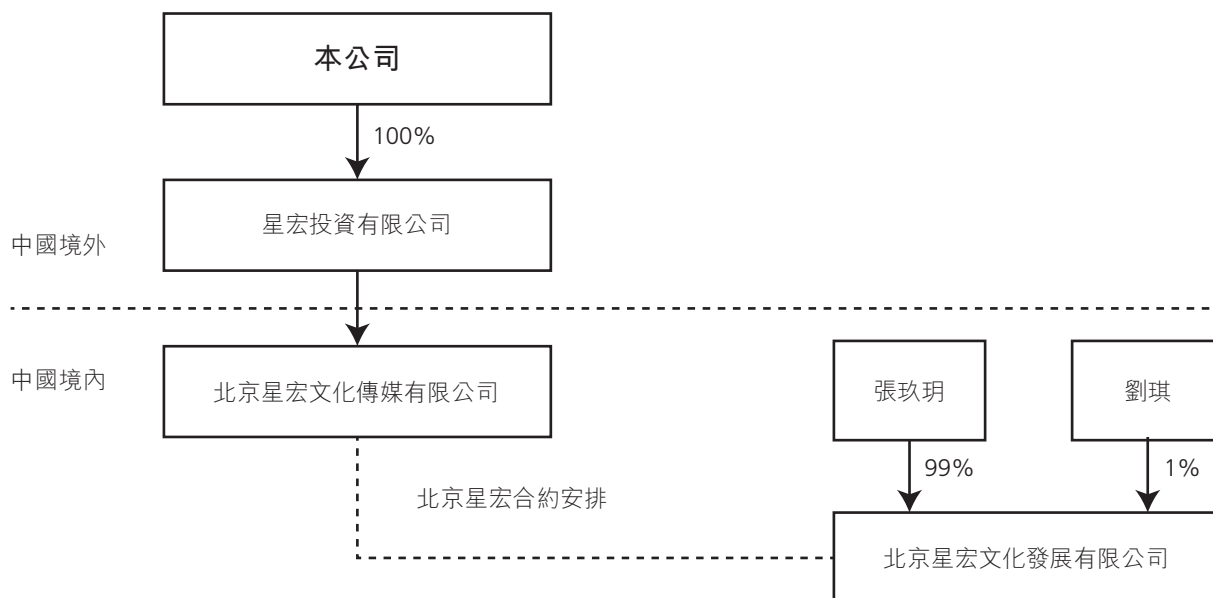 本公司
100%
星宏投資有限公司
中國境外
中國境內
北京星宏文化傳媒有限公司
張玖玥
劉琪
99%
1%
北京星宏合約安排
北京星宏文化發展有限公司